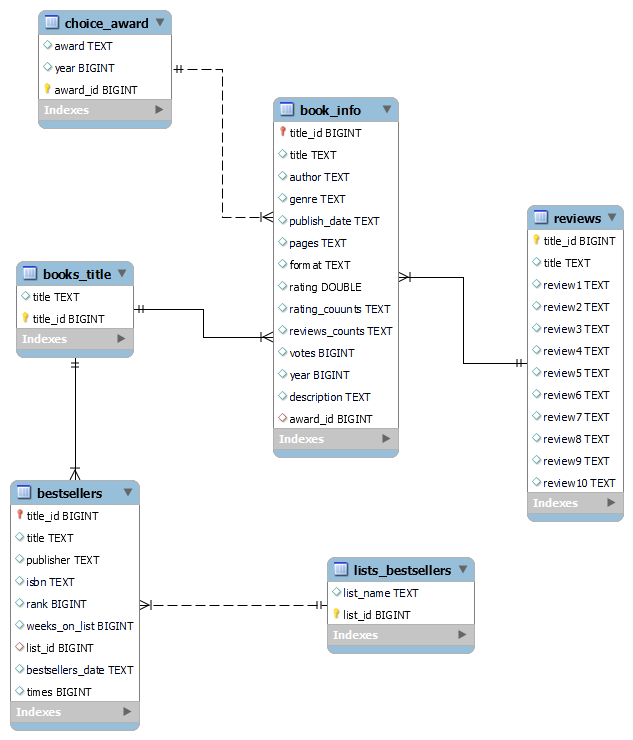 choice_award
award TEXT
year BIGINT
award_id BIGINT
Indexes
book_info
title_id BIGINT
title TEXT
author TEXT
genre TEXT
publish_date TEXT
pages TEXT
format TEXT
rating DOUBLE
rating_couunts TEXT
reviews_counts TEXT
votes BIGINT
year BIGINT
description TEXT
award_id BIGINT
Indexes
reviews
title_id BIGINT
title TEXT
review1 TEXT
review2 TEXT
review3 TEXT
review4 TEXT
review5 TEXT
review6 TEXT
review7 TEXT
review8 TEXT
review9 TEXT
review10 TEXT
Indexes
books_title
title TEXT
title_id BIGINT
Indexes
bestsellers
title_id BIGINT
title TEXT
publisher TEXT
isbn TEXT
rank BIGINT
weeks_on_list BIGINT
list_id BIGINT
bestsellers_date TEXT
times BIGINT
Indexes
lists_bestsellers
list_name TEXT
list_id BIGINT
Indexes